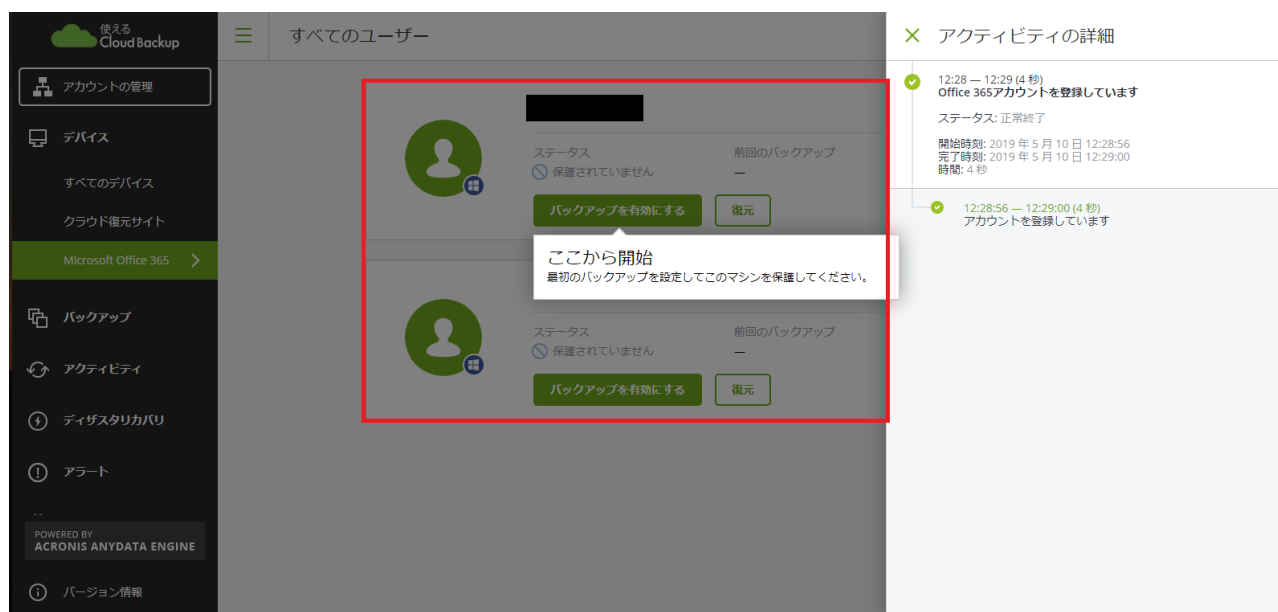 使える
Cloud Backup
アカウントの管理
デバイス
すべてのデバイス
クラウド復元サイト
Microsoft Office 365
バックアップ
アクティビティ
ディザスタリカバリ
アラート
POWERED BY
ACRONIS ANYDATA ENGINE
バージョン情報
すべてのユーザー
ステータス
前回のバックアップ
保護されていません
—
バックアップを有効にする
復元
ここから開始
最初のバックアップを設定してこのマシンを保護してください。
ステータス
前回のバックアップ
保護されていません
—
バックアップを有効にする
復元
アクティビティの詳細
12:28 — 12:29 (4 秒)
Office 365アカウントを登録しています
ステータス: 正常終了
開始時刻: 2019 年 5 月 10 日 12:28:56
完了時刻: 2019 年 5 月 10 日 12:29:00
時間: 4 秒
12:28:56 — 12:29:00 (4 秒)
アカウントを登録しています